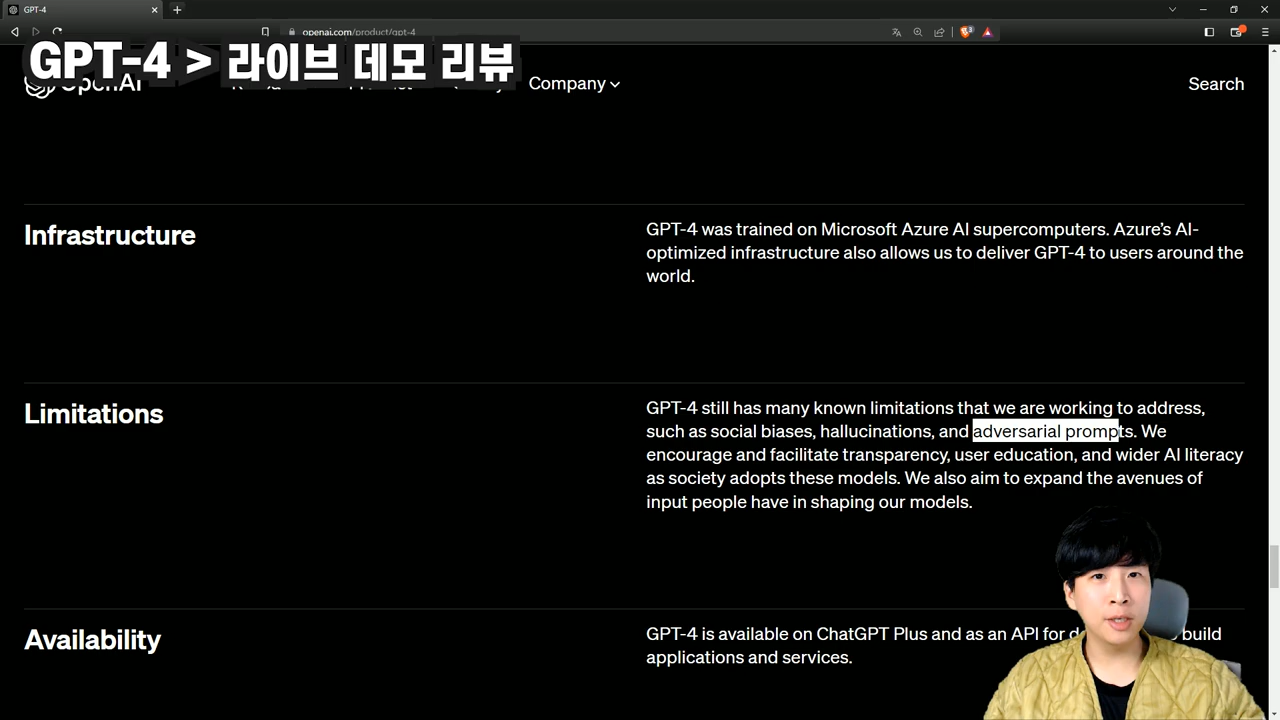 GPT-4
openai.com/product/gpt-4
GPT-4 > 라이브 데모 리뷰
OpenAI
Company
Search
Infrastructure
GPT-4 was trained on Microsoft Azure AI supercomputers. Azure’s AI-
optimized infrastructure also allows us to deliver GPT-4 to users around the
world.
Limitations
GPT-4 still has many known limitations that we are working to address,
such as social biases, hallucinations, and adversarial prompts. We
encourage and facilitate transparency, user education, and wider AI literacy
as society adopts these models. We also aim to expand the avenues of
input people have in shaping our models.
Availability
GPT-4 is available on ChatGPT Plus and as an API for build
applications and services.